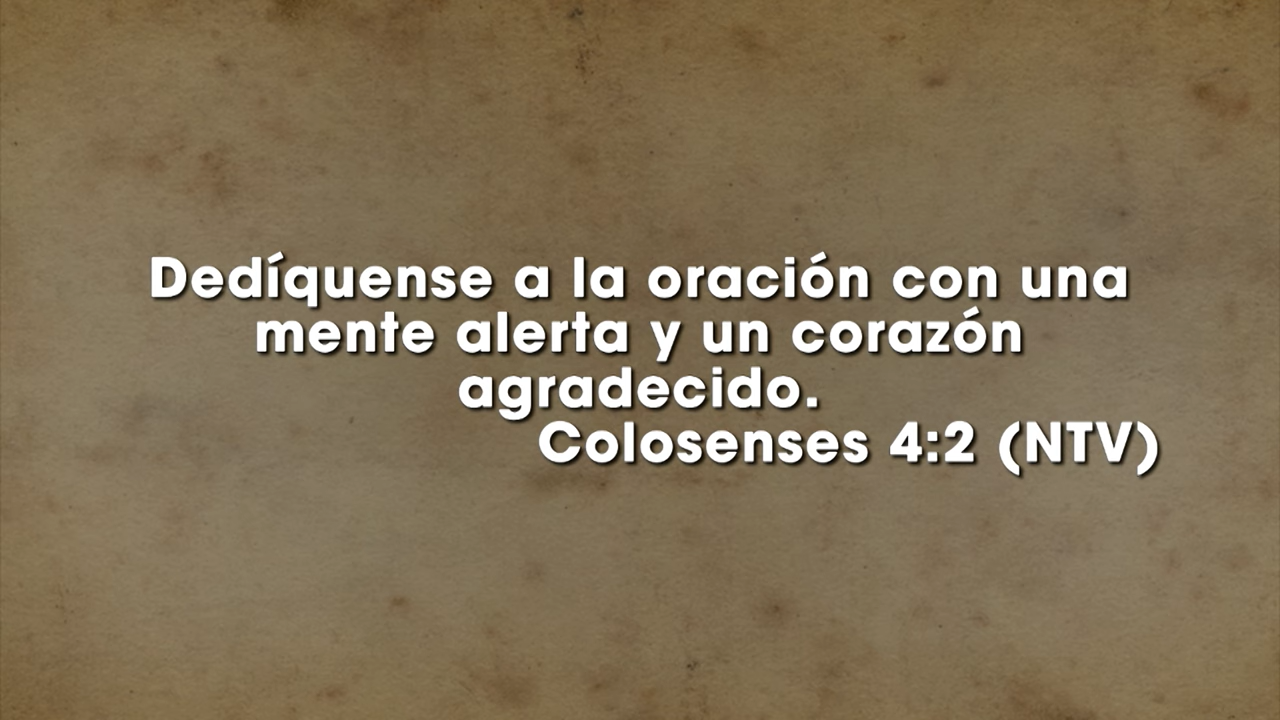 Dedíquense a la oración con una
mente alerta y un corazón
agradecido.
Colosenses 4:2 (NTV)